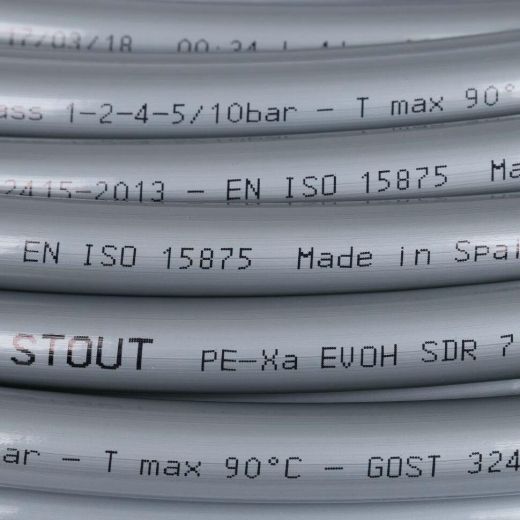 17/03/18 00:34
ass 1-2-4-5/10bar - T max 90°
2415-2013 - EN ISO 15875 Ma
EN ISO 15875 Made in Spai
STOUT PE-Xa EVOH SDR 7
ar - T max 90°C - GOST 324